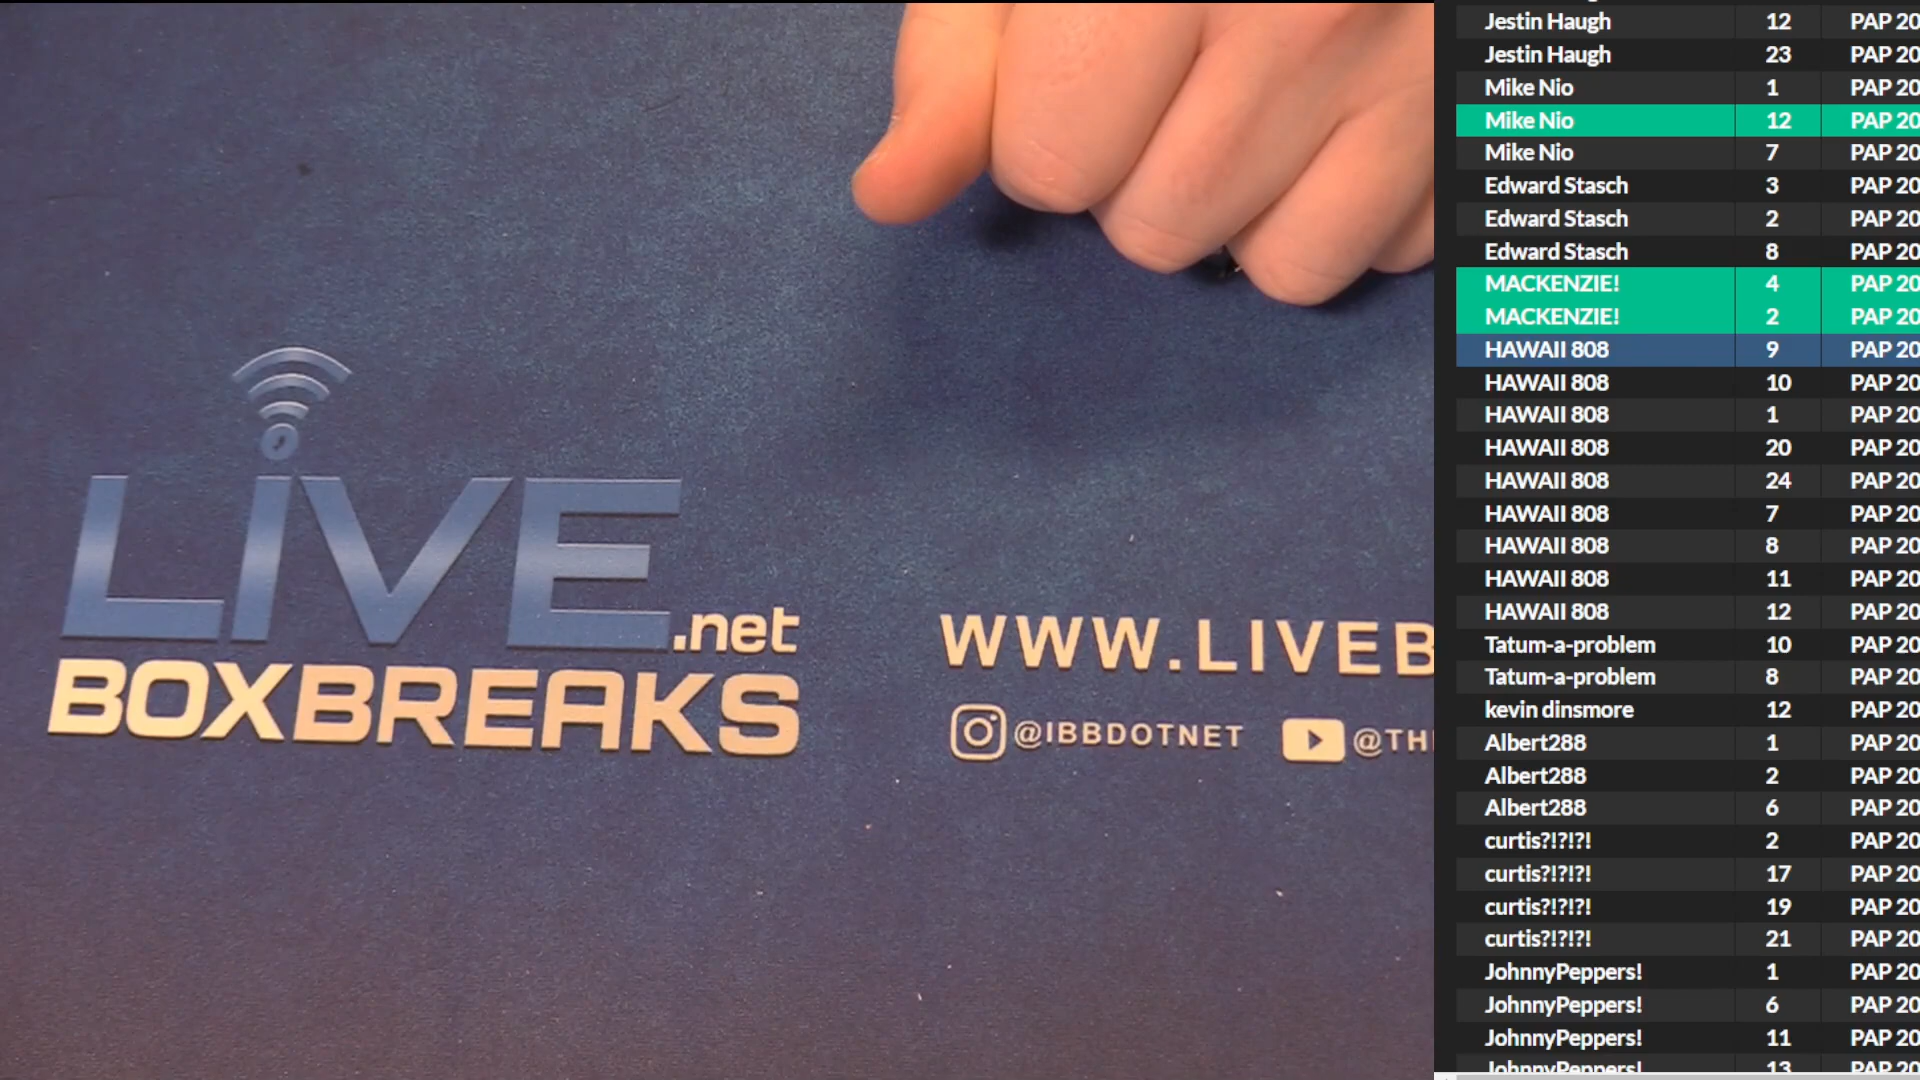 LIVE.net
BOXBREAKS
WWW.LIVEB
@IBBDOTNET @TH
Jestin Haugh 12 PAP 20
Jestin Haugh 23 PAP 20
Mike Nio 1 PAP 20
Mike Nio 12 PAP 20
Mike Nio 7 PAP 20
Edward Stasch 3 PAP 20
Edward Stasch 2 PAP 20
Edward Stasch 8 PAP 20
MACKENZIE! 4 PAP 20
MACKENZIE! 2 PAP 20
HAWAII 808 9 PAP 20
HAWAII 808 10 PAP 20
HAWAII 808 1 PAP 20
HAWAII 808 20 PAP 20
HAWAII 808 24 PAP 20
HAWAII 808 7 PAP 20
HAWAII 808 8 PAP 20
HAWAII 808 11 PAP 20
HAWAII 808 12 PAP 20
Tatum-a-problem 10 PAP 20
Tatum-a-problem 8 PAP 20
kevin dinsmore 12 PAP 20
Albert288 1 PAP 20
Albert288 2 PAP 20
Albert288 6 PAP 20
curtis?!?!?! 2 PAP 20
curtis?!?!?! 17 PAP 20
curtis?!?!?! 19 PAP 20
curtis?!?!?! 21 PAP 20
JohnnyPeppers! 1 PAP 20
JohnnyPeppers! 6 PAP 20
JohnnyPeppers! 11 PAP 20
JohnnyPeppers! 13 PAP 20